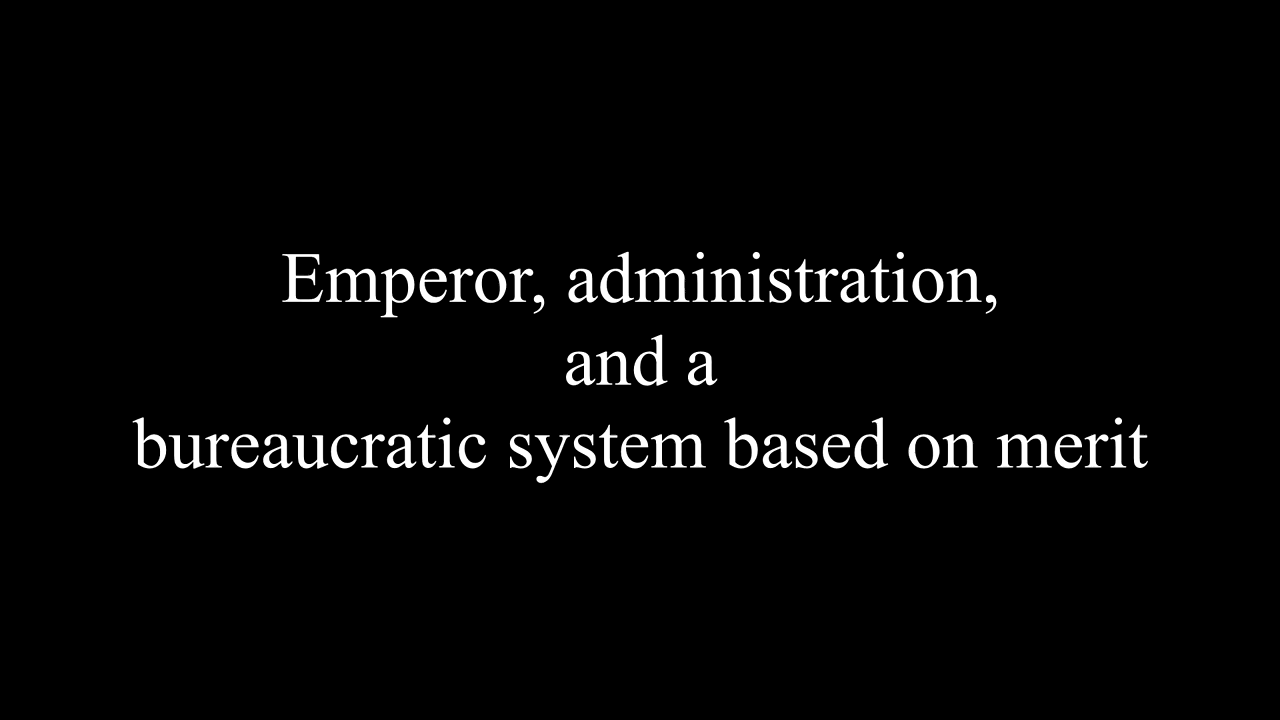 Emperor, administration,
and a
bureaucratic system based on merit